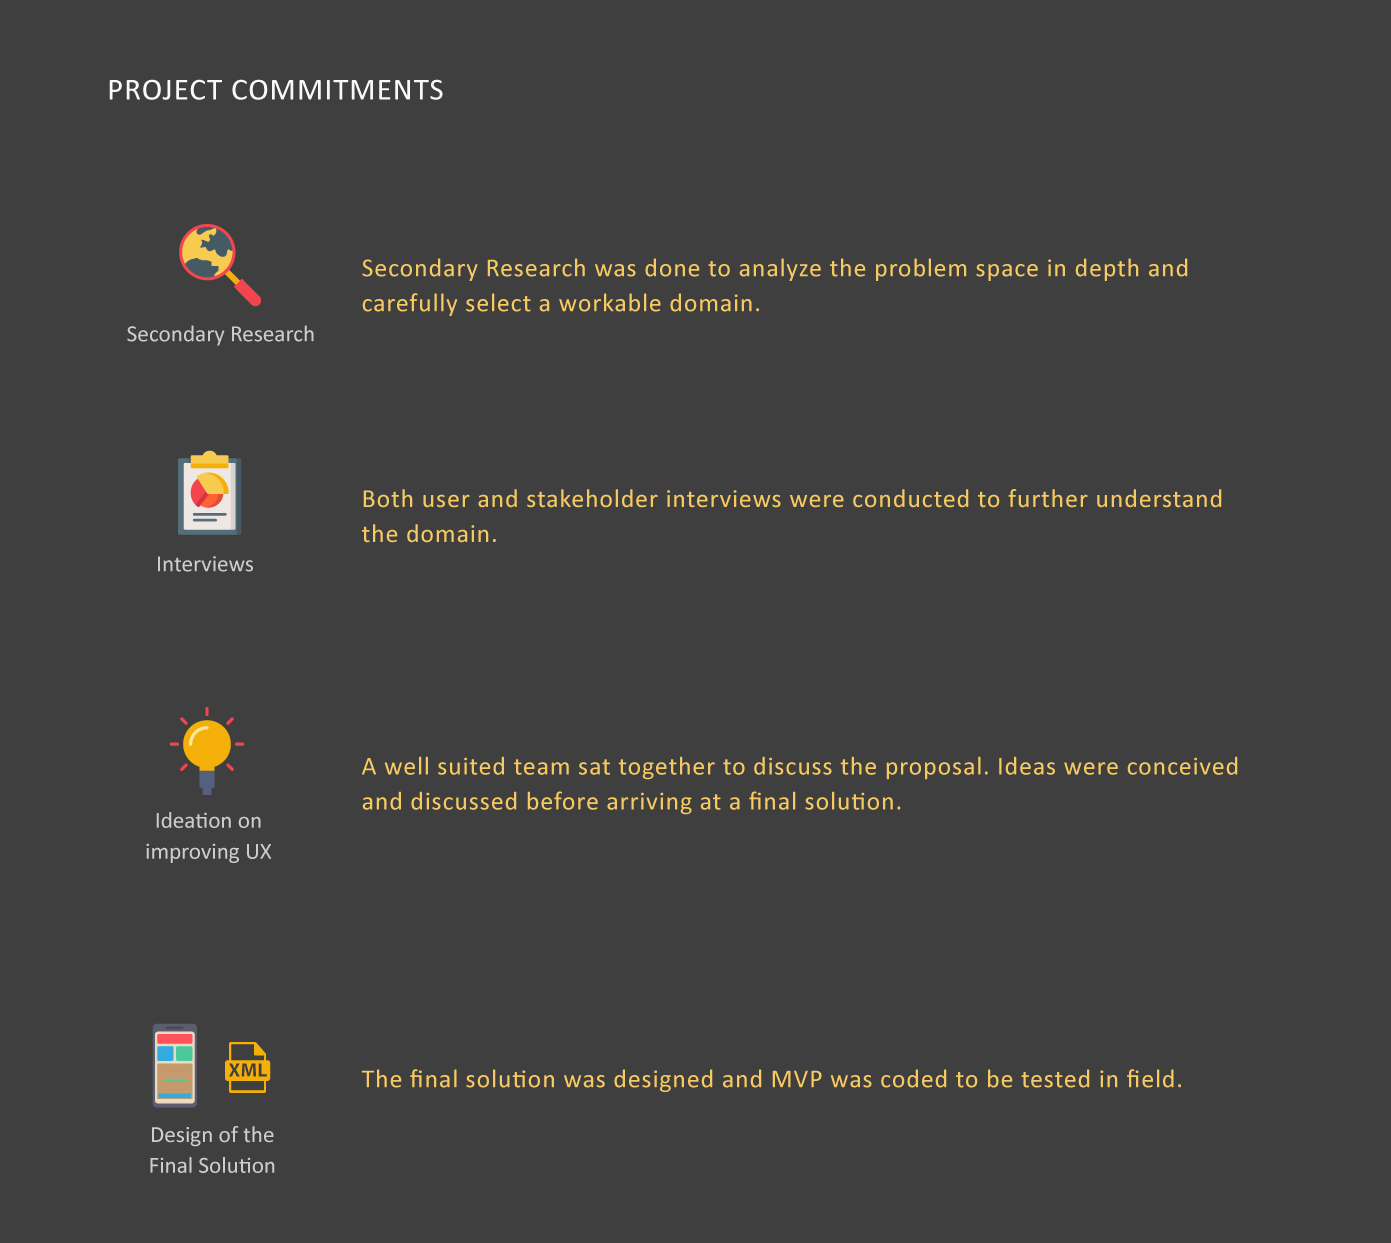 PROJECT COMMITMENTS
Secondary Research was done to analyze the problem space in depth and
carefully select a workable domain.
Secondary Research
Both user and stakeholder interviews were conducted to further understand
the domain.
Interviews
A well suited team sat together to discuss the proposal. Ideas were conceived
and discussed before arriving at a final solution.
Ideation on
improving UX
XML
The final solution was designed and MVP was coded to be tested in field.
Design of the
Final Solution